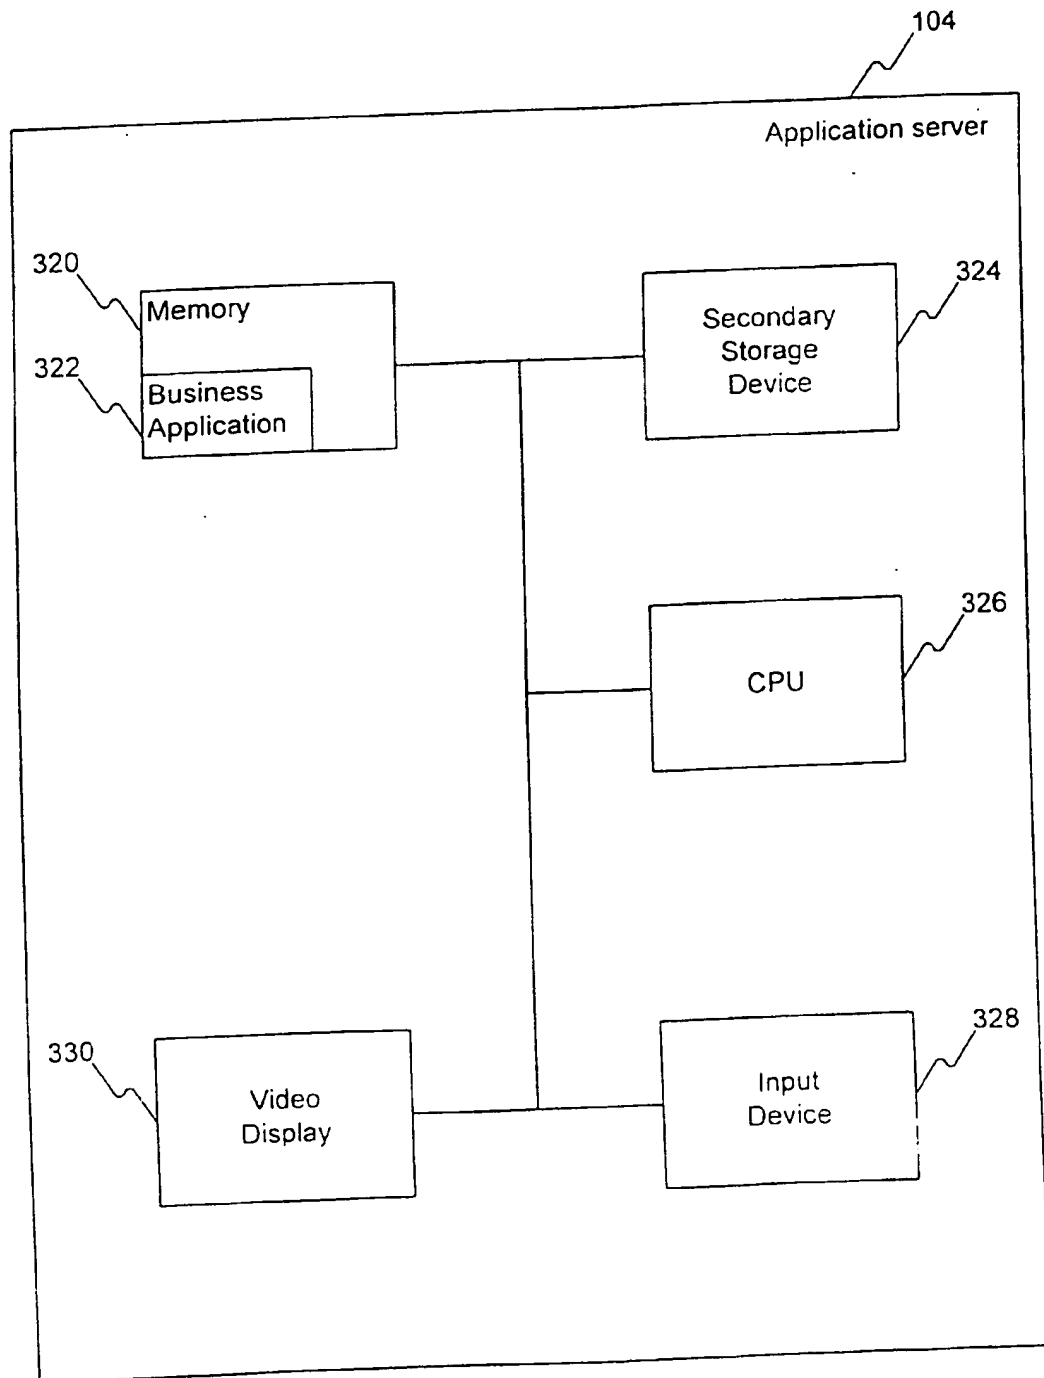 104
Application server
320
Memory
324
Secondary
Storage
Device
322
Business
Application
326
CPU
330
Video
Display
328
Input
Device